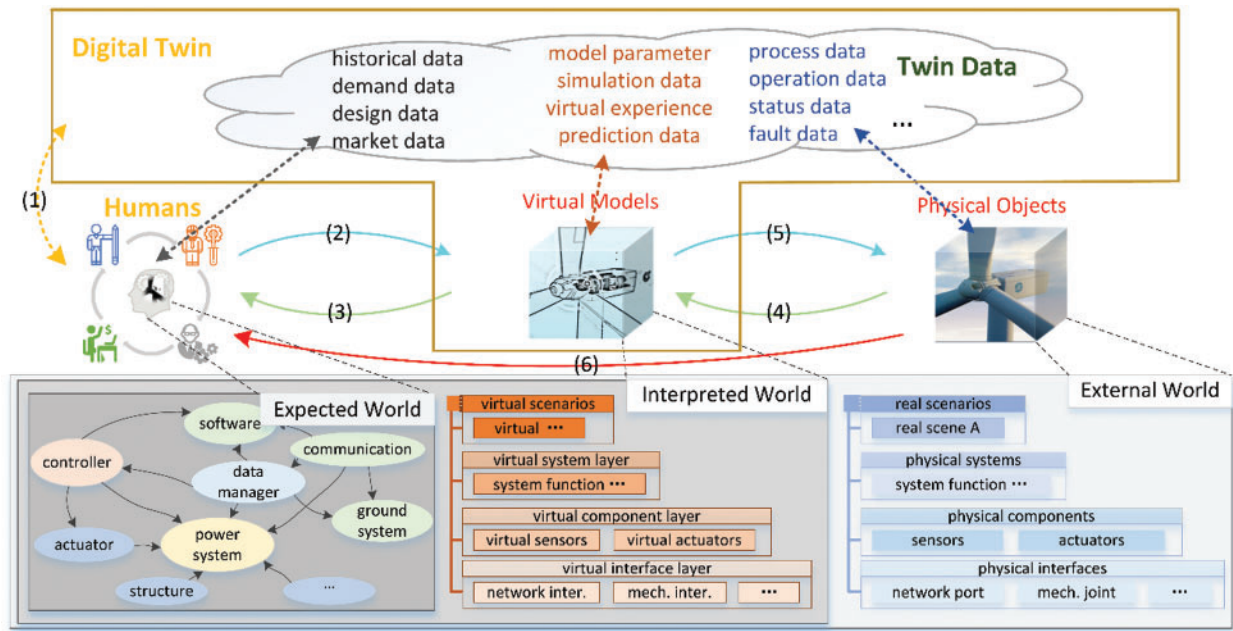 Digital Twin
historical data
demand data
design data
market data
model parameter
simulation data
virtual experience
prediction data
process data
operation data
status data
fault data
...
Twin Data
(1)
Humans
Virtual Models
Physical Objects
(2)
(5)
(3)
(4)
(6)
$
Expected World
Interpreted World
External World
software
communication
controller
data
manager
ground
system
actuator
power
system
structure
...
virtual scenarios
virtual ...
virtual system layer
system function ...
virtual component layer
virtual sensors
virtual actuators
virtual interface layer
network inter.
mech. inter.
...
real scenarios
real scene A
physical systems
system function ...
physical components
sensors
actuators
physical interfaces
network port
mech. joint
...